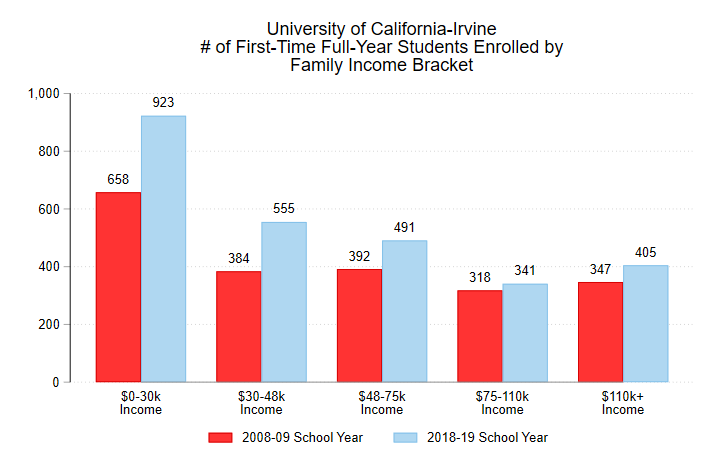 University of California-Irvine
# of First-Time Full-Year Students Enrolled by
Family Income Bracket
1,000
800
600
400
200
0
658
923
384
555
392
491
318
341
347
405
$0-30k
Income
$30-48k
Income
$48-75k
Income
$75-110k
Income
$110k+
Income
2008-09 School Year
2018-19 School Year